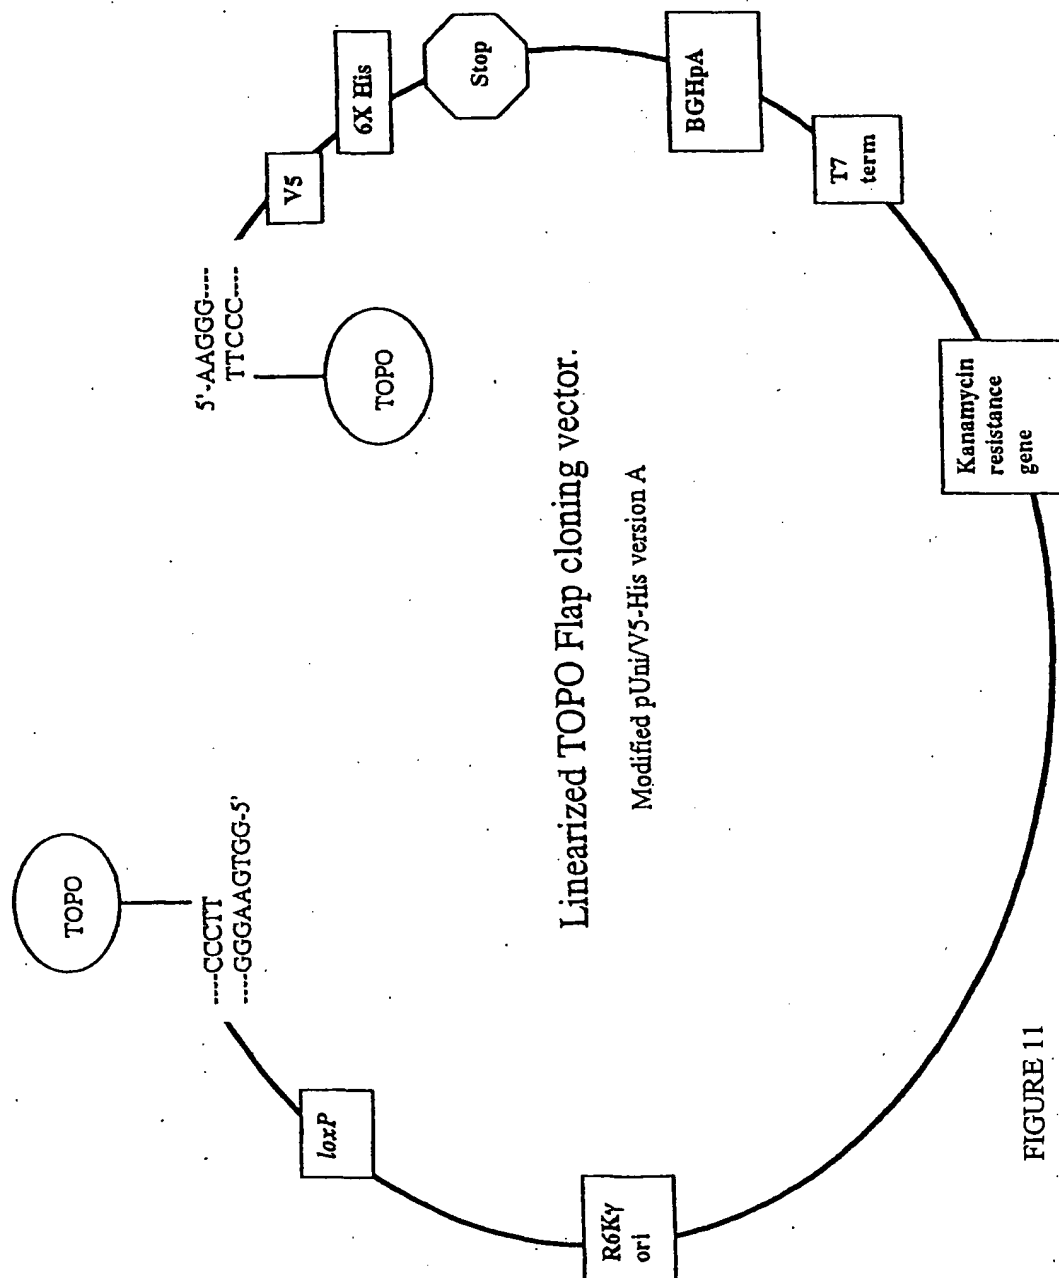 TOPO
----CCCTT
----GGGAAGTGG-5'
5'-AAGGG----
TTCCC----
TOPO
V5
6X His
Stop
BGHpA
T7
term
Kanamycin
resistance
gene
R6Kγ
ori
loxP
Linearized TOPO Flap cloning vector.
Modified pUni/V5-His version A
FIGURE 11